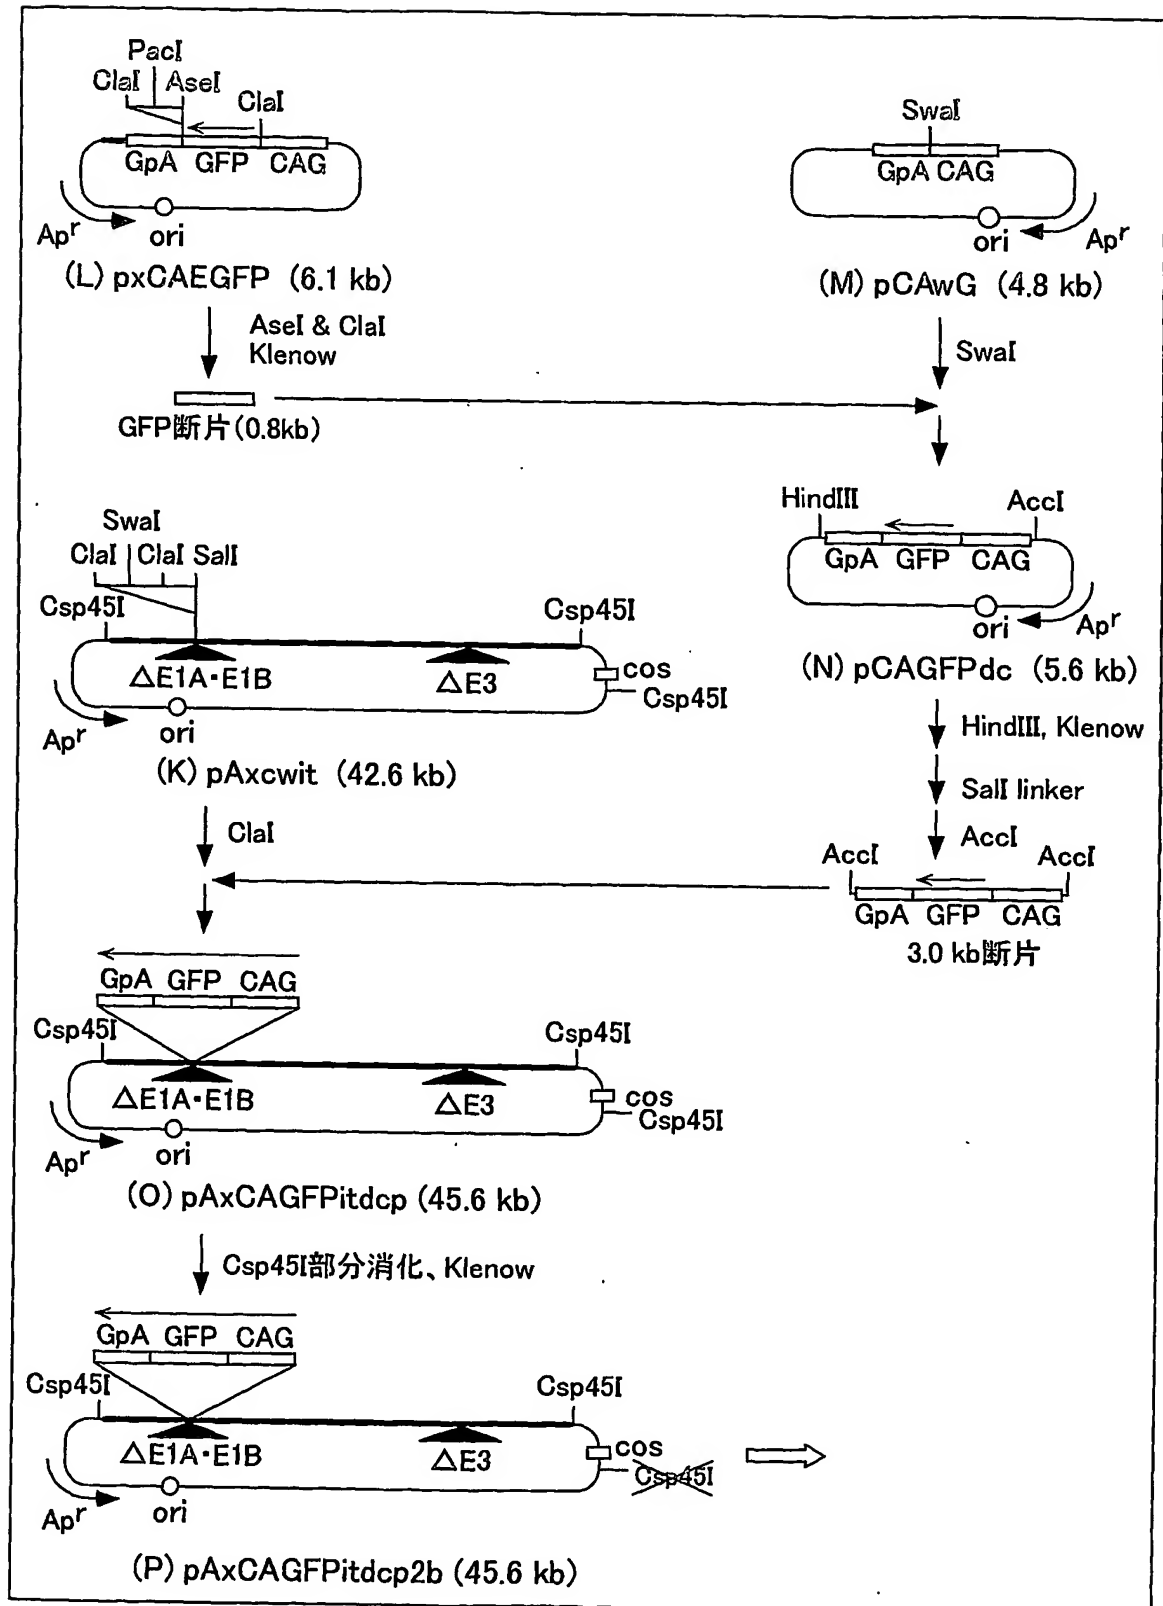 PacI
ClaI AseI
ClaI
GpA GFP CAG
Apr
ori
(L) pxCAEGFP (6.1 kb)
SwaI
GpA CAG
ori
Apr
(M) pCAwG (4.8 kb)
AseI & ClaI
Klenow
SwaI
GFP断片(0.8kb)
HindIII
AccI
GpA GFP CAG
ori
Apr
(N) pCAGFPdc (5.6 kb)
SwaI
ClaI ClaI SalI
Csp45I
Csp45I
△E1A・E1B
△E3
cos
Csp45I
Apr
ori
(K) pAxcwit (42.6 kb)
HindIII, Klenow
SalI linker
AccI
ClaI
AccI
AccI
GpA GFP CAG
3.0 kb断片
GpA GFP CAG
Csp45I
Csp45I
△E1A・E1B
△E3
cos
Csp45I
Apr
ori
(O) pAxCAGFPitdcp (45.6 kb)
Csp45I部分消化、Klenow
GpA GFP CAG
Csp45I
Csp45I
△E1A・E1B
△E3
cos
Csp45I
Apr
ori
(P) pAxCAGFPitdcp2b (45.6 kb)